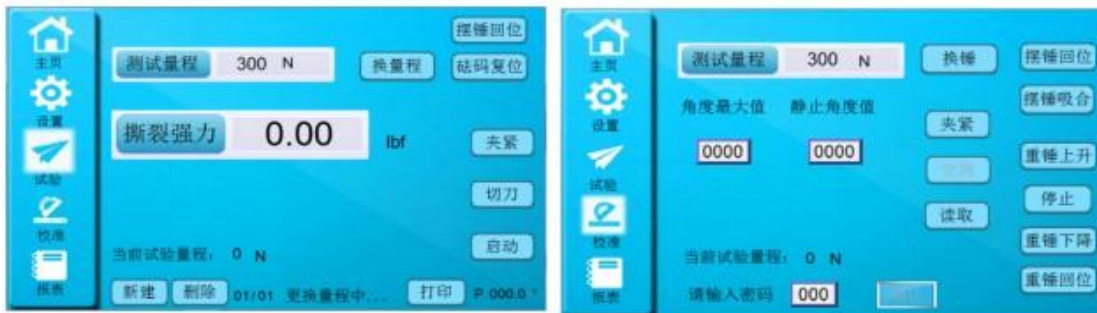 主页
设置
试验
校准
报表
摆锤回位
测试量程 300 N 换量程 砝码复位
撕裂强力 0.00 lbf 夹紧
切刀
启动
当前试验量程: 0 N
新建 删除 01/01 更换量程中... 打印 P 000.0 °
主页
设置
试验
校准
报表
测试量程 300 N 换锤 摆锤回位
角度最大值 静止角度值 摆锤吸合
夹紧
0000 0000
重锤上升
读取 停止
重锤下降
当前试验量程: 0 N
重锤回位
请输入密码 000